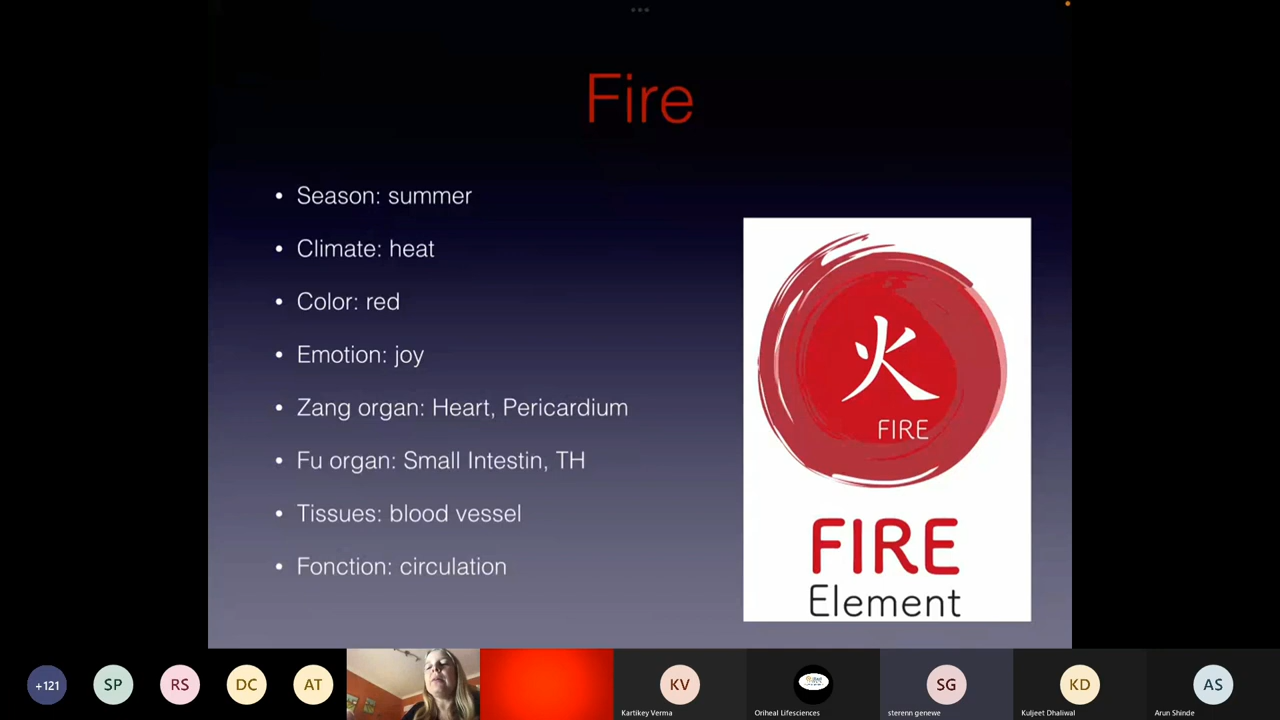 Fire
• Season: summer
• Climate: heat
• Color: red
• Emotion: joy
• Zang organ: Heart, Pericardium
• Fu organ: Small Intestin, TH
• Tissues: blood vessel
• Fonction: circulation
火
FIRE
FIRE
Element
+121
SP
RS
DC
AT
KV
SG
KD
AS
Kartikey Verma
Oriheal Lifesciences
sterenn genewe
Kuljeet Dhaliwal
Arun Shinde